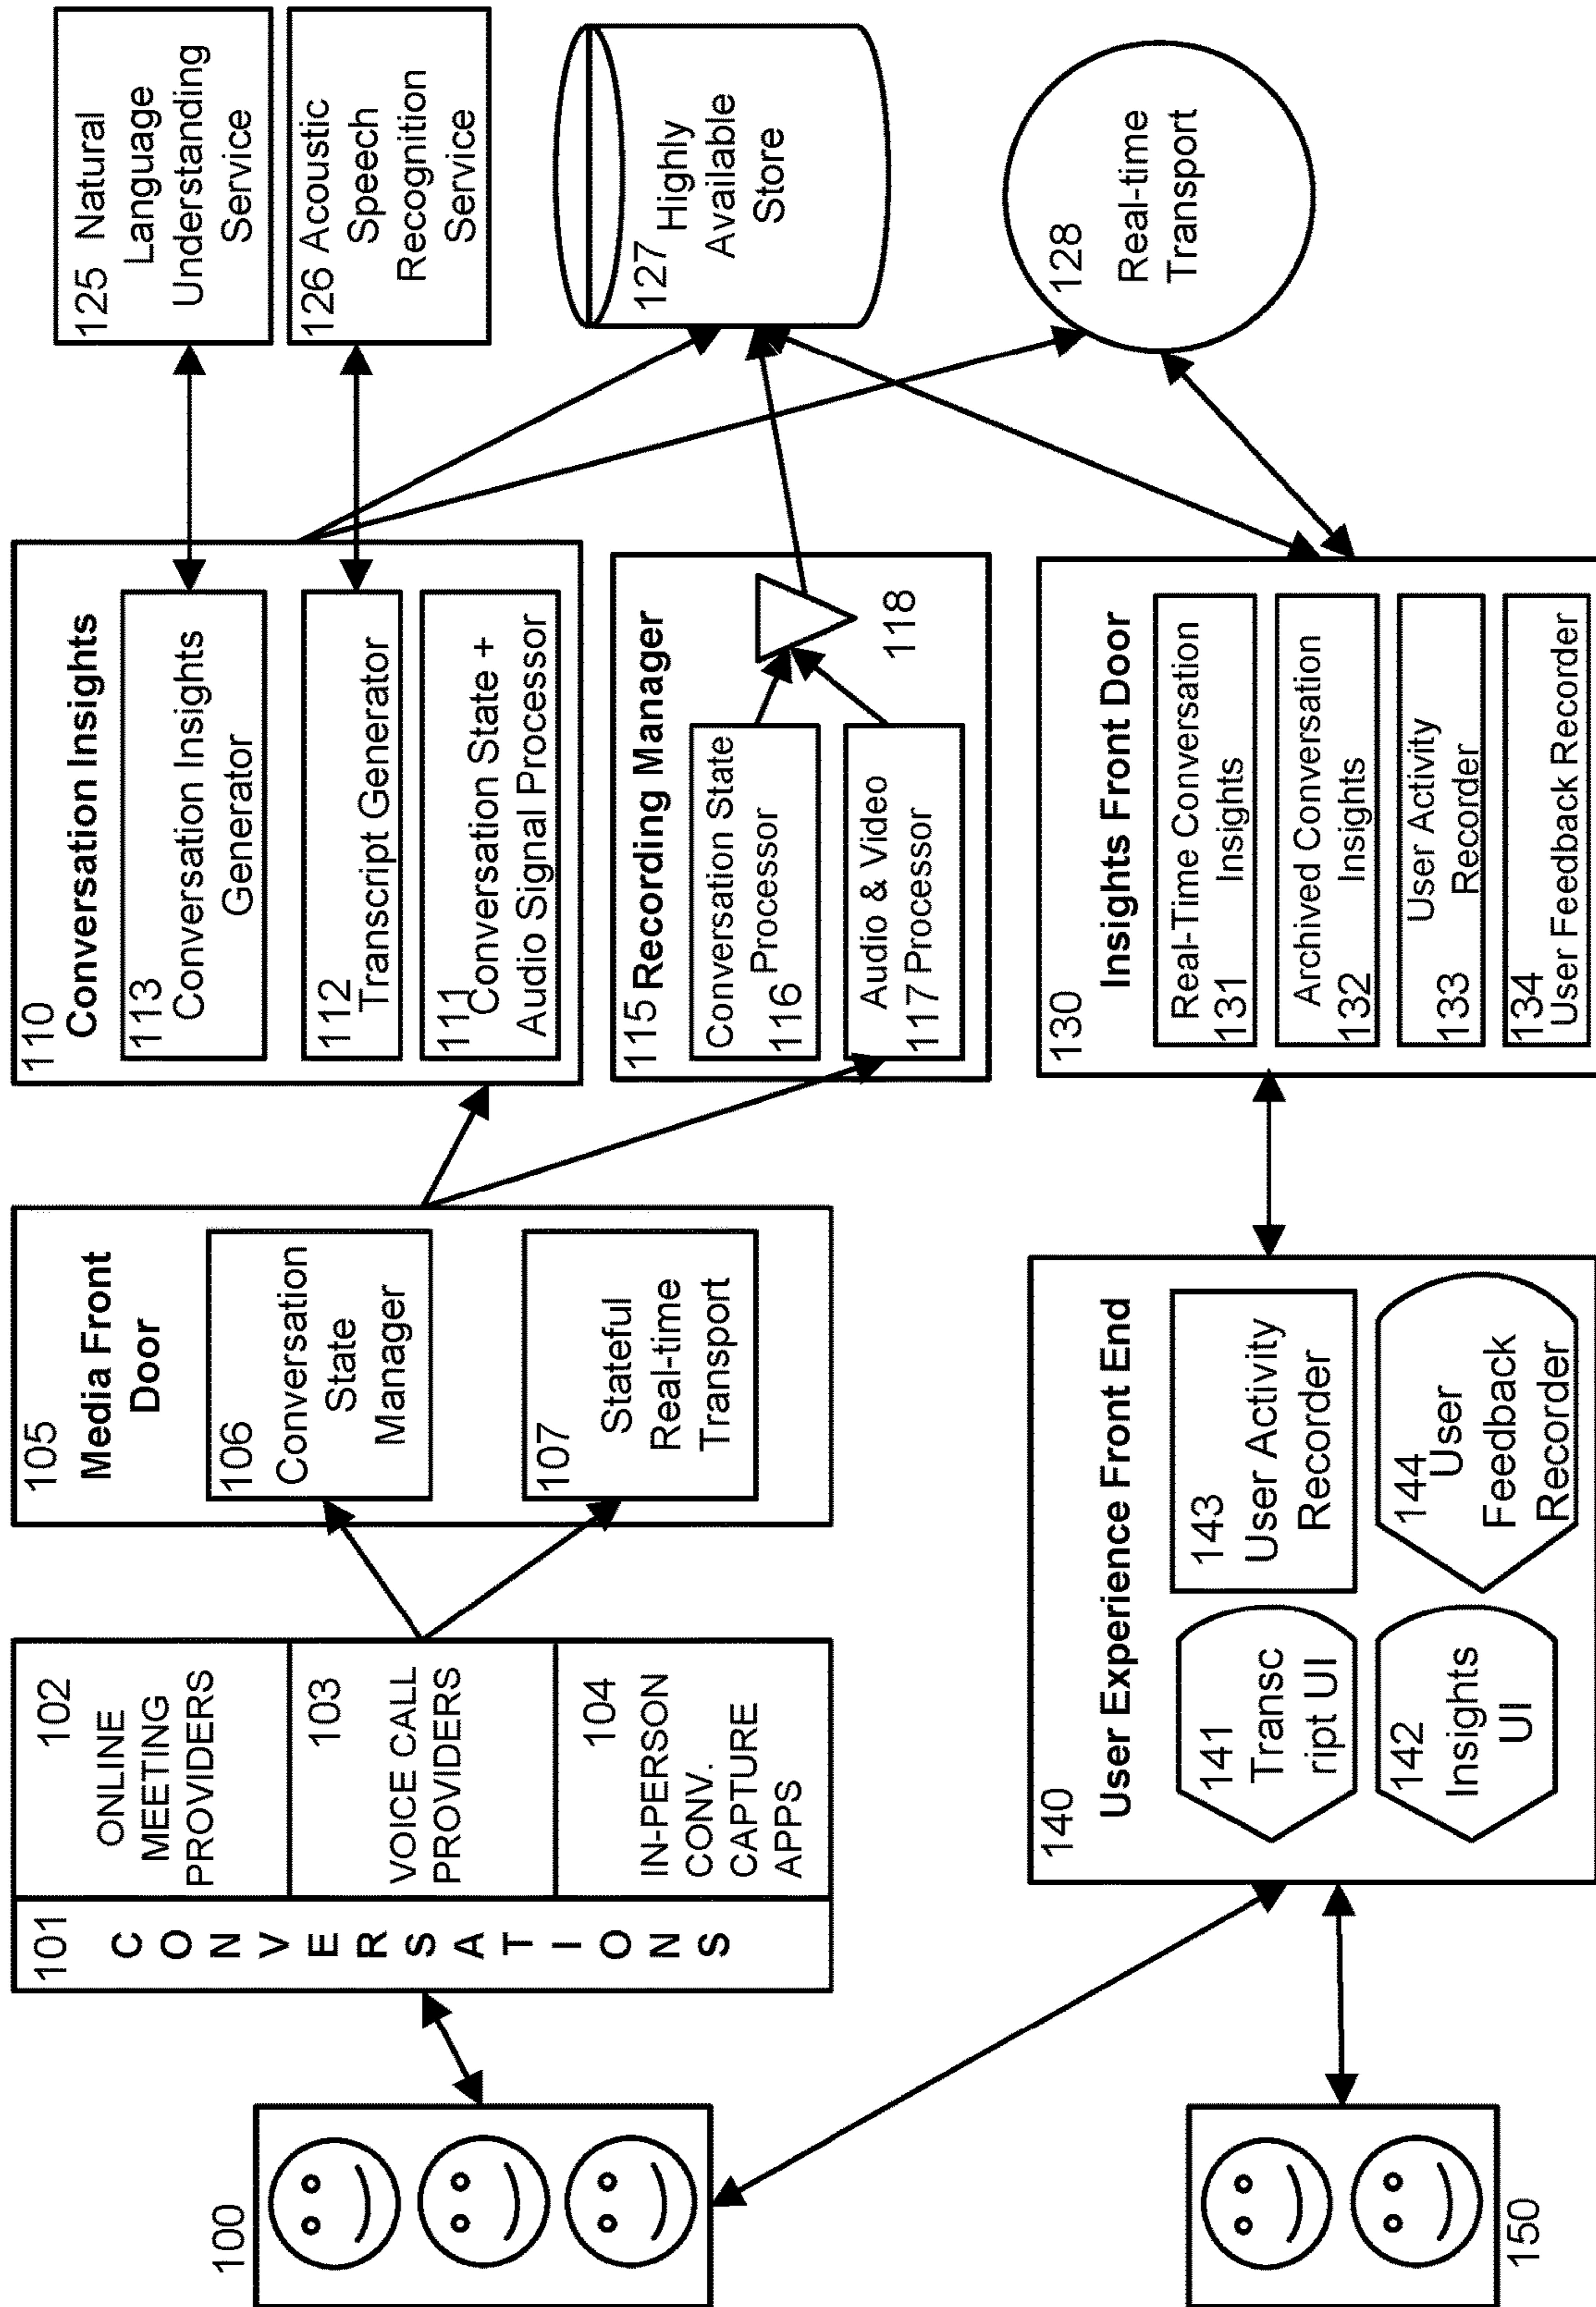 100
101
C
O
N
V
E
R
S
A
T
I
O
N
S
102
ONLINE
MEETING
PROVIDERS
103
VOICE CALL
PROVIDERS
104
IN-PERSON
CONV.
CAPTURE
APPS
105
Media Front
Door
106
Conversation
State
Manager
107
Stateful
Real-time
Transport
110
Conversation Insights
113
Conversation Insights
Generator
112
Transcript Generator
111
Conversation State +
Audio Signal Processor
115 Recording Manager
Conversation State
116 Processor
Audio & Video
117 Processor
118
125 Natural
Language
Understanding
Service
126 Acoustic
Speech
Recognition
Service
127 Highly
Available
Store
128
Real-time
Transport
130
Insights Front Door
Real-Time Conversation
131 Insights
Archived Conversation
132 Insights
User Activity
133 Recorder
134
User Feedback Recorder
140
User Experience Front End
141
Transc
ript UI
142
Insights
UI
143
User Activity
Recorder
144
User
Feedback
Recorder
150